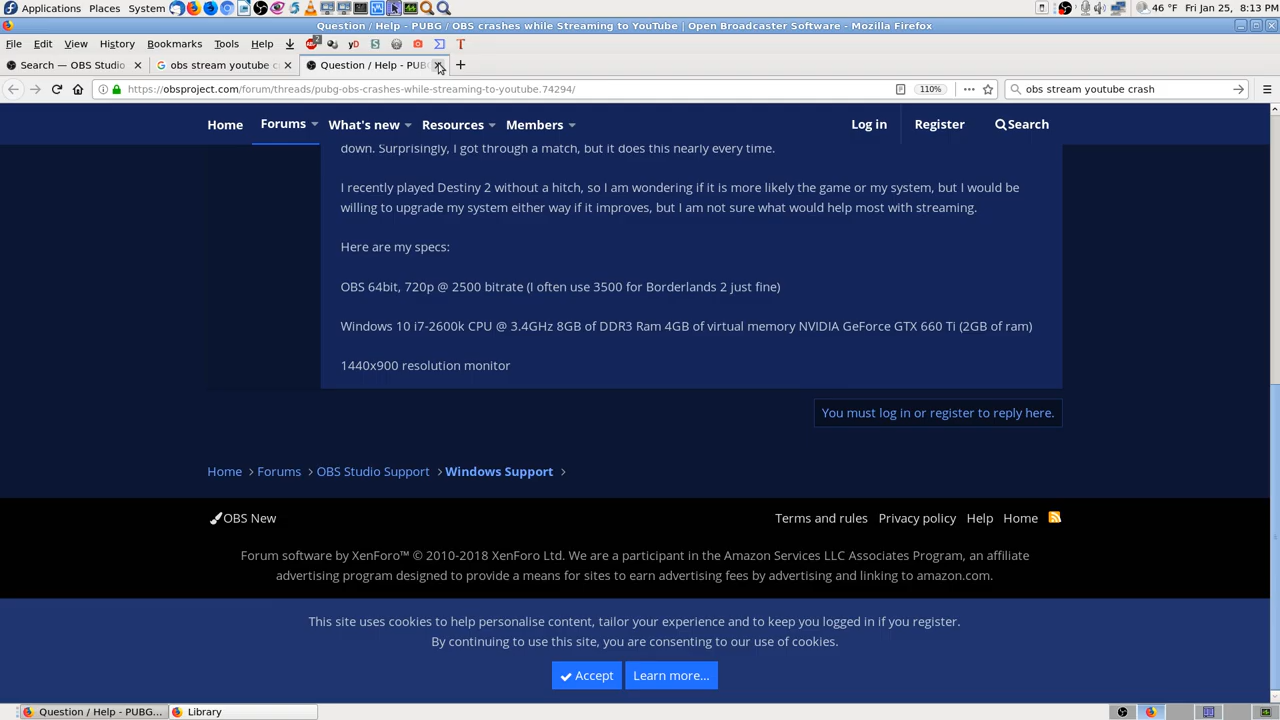 Applications Places System 46 °F Fri Jan 25, 8:13 PM
Question / Help - PUBG / OBS crashes while Streaming to YouTube | Open Broadcaster Software - Mozilla Firefox
File Edit View History Bookmarks Tools Help 2 yD S T
Search — OBS Studio G obs stream youtube c Question / Help - PUBG
https://obsproject.com/forum/threads/pubg-obs-crashes-while-streaming-to-youtube.74294/ 110% obs stream youtube crash
Home Forums What's new Resources Members Log in Register Search
down. Surprisingly, I got through a match, but it does this nearly every time.
I recently played Destiny 2 without a hitch, so I am wondering if it is more likely the game or my system, but I would be
willing to upgrade my system either way if it improves, but I am not sure what would help most with streaming.
Here are my specs:
OBS 64bit, 720p @ 2500 bitrate (I often use 3500 for Borderlands 2 just fine)
Windows 10 i7-2600k CPU @ 3.4GHz 8GB of DDR3 Ram 4GB of virtual memory NVIDIA GeForce GTX 660 Ti (2GB of ram)
1440x900 resolution monitor
You must log in or register to reply here.
Home Forums OBS Studio Support Windows Support
OBS New Terms and rules Privacy policy Help Home
Forum software by XenForo™ © 2010-2018 XenForo Ltd. We are a participant in the Amazon Services LLC Associates Program, an affiliate
advertising program designed to provide a means for sites to earn advertising fees by advertising and linking to amazon.com.
This site uses cookies to help personalise content, tailor your experience and to keep you logged in if you register.
By continuing to use this site, you are consenting to our use of cookies.
Accept Learn more...
Question / Help - PUBG... Library